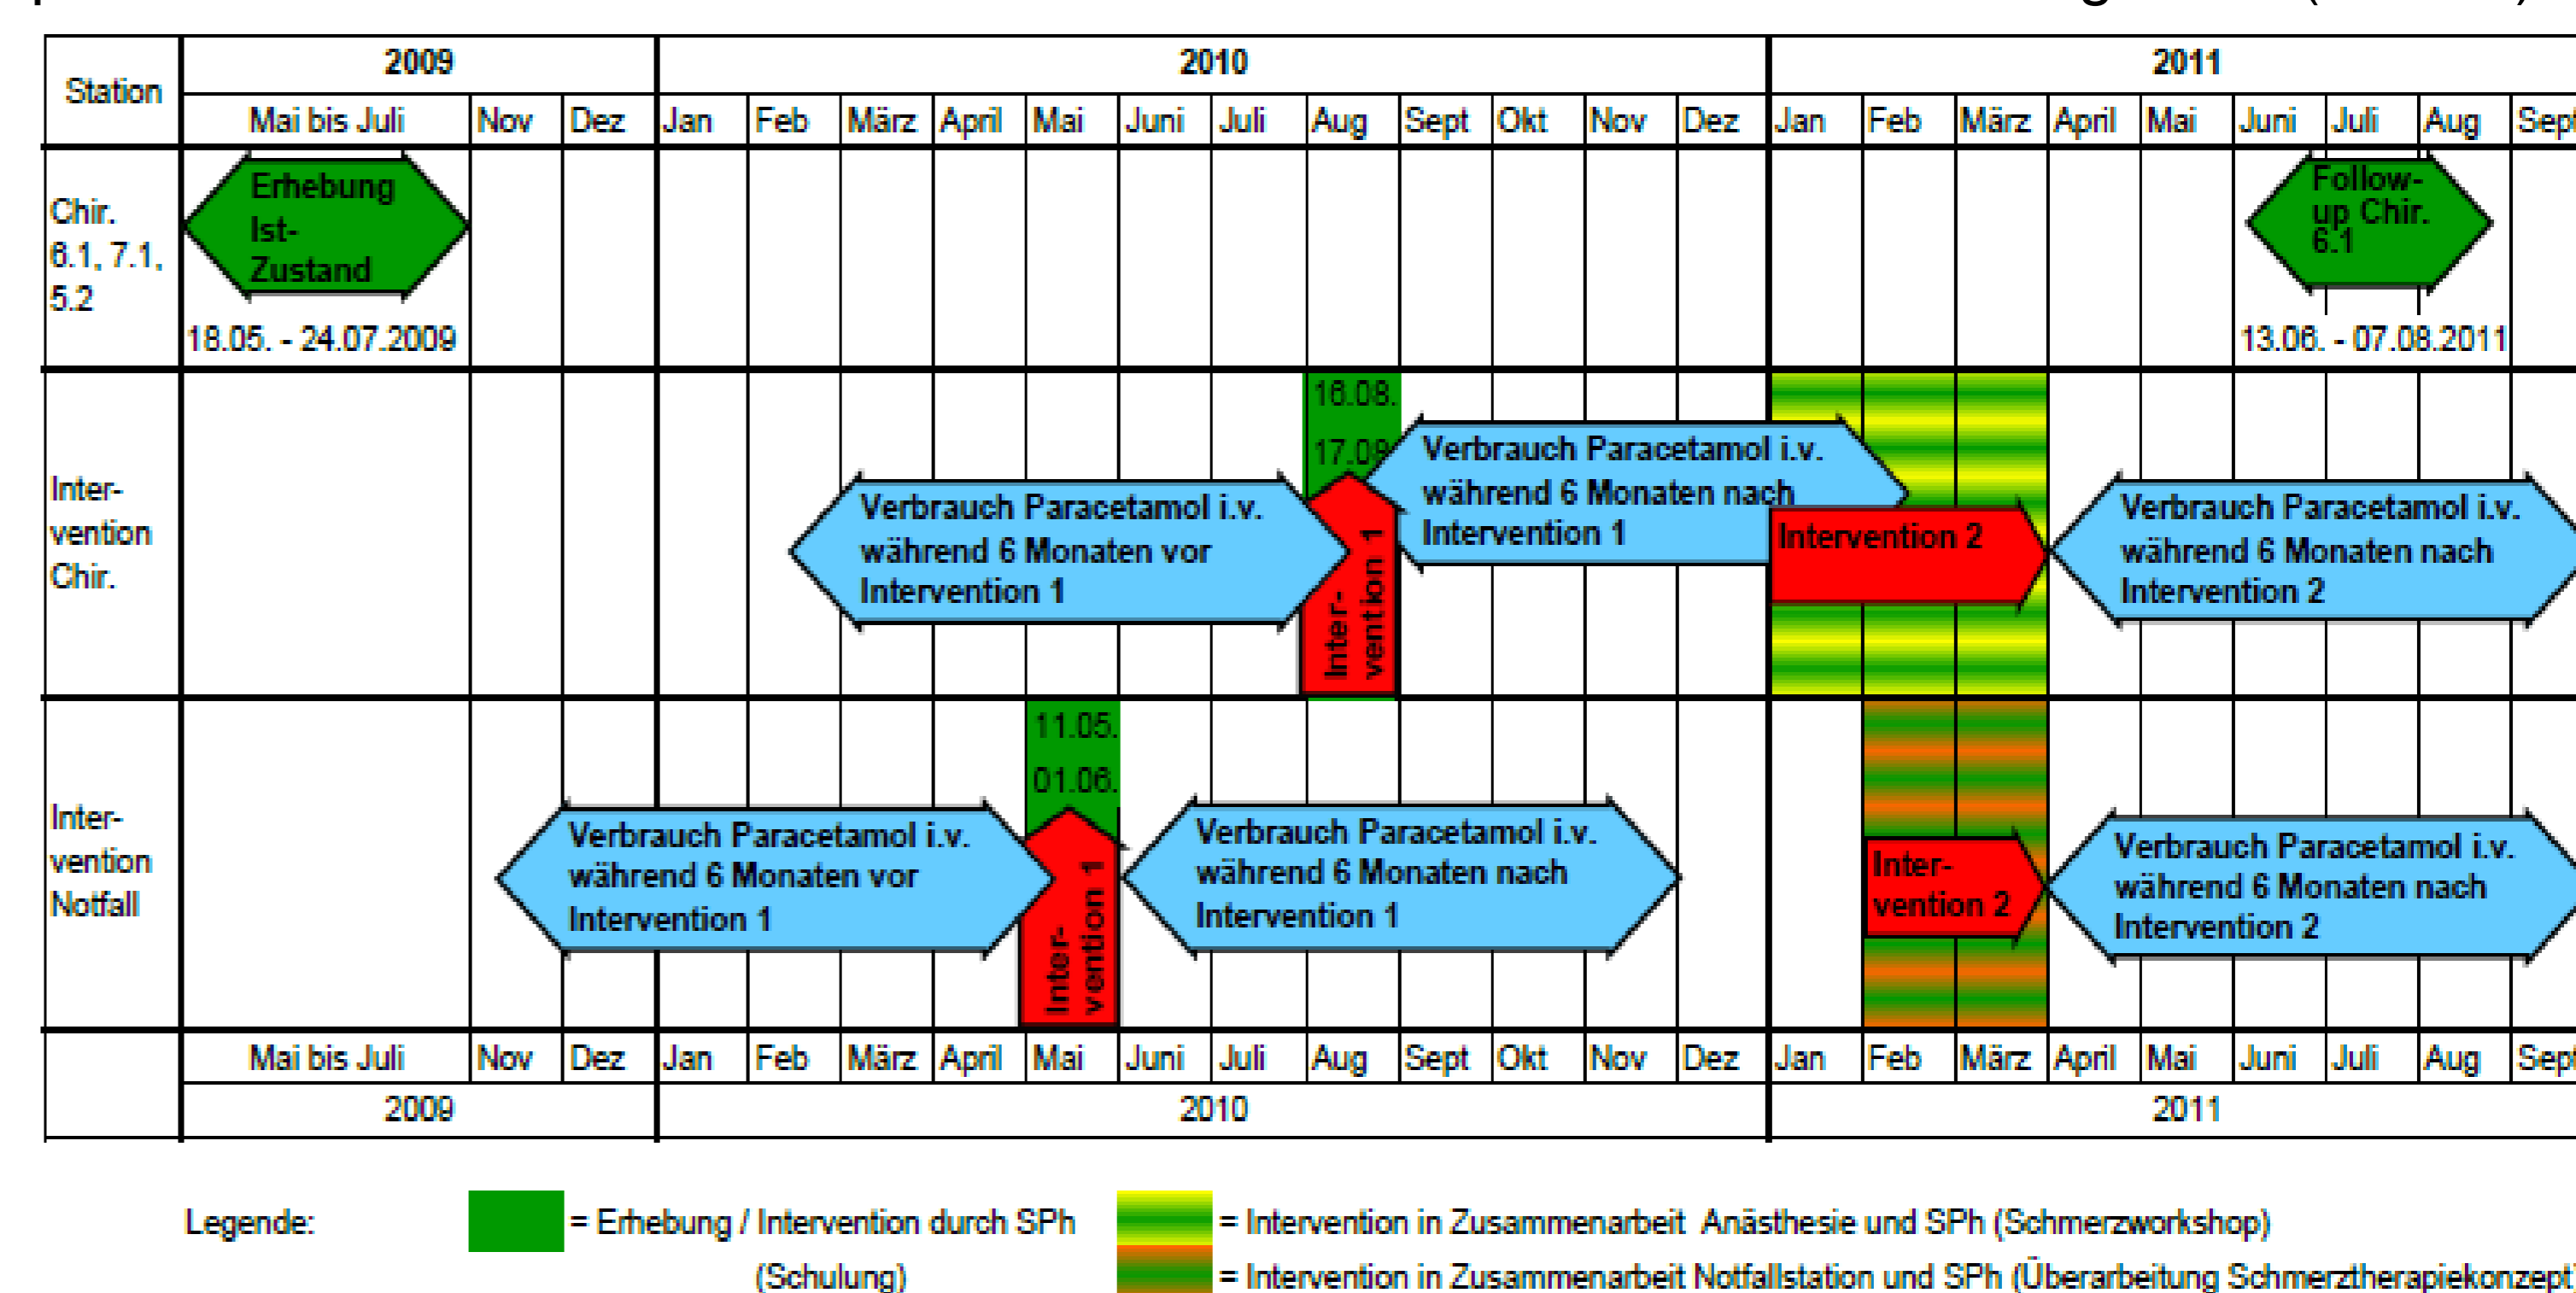 2009 2010 2011
Station
Mai bis Juli Nov Dez Jan Feb März April Mai Juni Juli Aug Sept Okt Nov Dez Jan Feb März April Mai Juni Juli Aug Sept
Chir.
6.1, 7.1,
5.2
Erhebung
Ist-
Zustand
18.05. - 24.07.2009
Follow-
up Chir.
6.1
13.06. - 07.08.2011
Inter-
vention
Chir.
Verbrauch Paracetamol i.v.
während 6 Monaten vor
Intervention 1
16.08.
17.08
Inter-
vention 1
Verbrauch Paracetamol i.v.
während 6 Monaten nach
Intervention 1
Intervention 2
Verbrauch Paracetamol i.v.
während 6 Monaten nach
Intervention 2
Inter-
vention
Notfall
Verbrauch Paracetamol i.v.
während 6 Monaten vor
Intervention 1
11.05.
01.06.
Inter-
vention 1
Verbrauch Paracetamol i.v.
während 6 Monaten nach
Intervention 1
Inter-
vention 2
Verbrauch Paracetamol i.v.
während 6 Monaten nach
Intervention 2
Mai bis Juli Nov Dez Jan Feb März April Mai Juni Juli Aug Sept Okt Nov Dez Jan Feb März April Mai Juni Juli Aug Sept
2009 2010 2011
Legende: = Erhebung / Intervention durch SPh
(Schulung)
= Intervention in Zusammenarbeit Anästhesie und SPh (Schmerzworkshop)
= Intervention in Zusammenarbeit Notfallstation und SPh (Überarbeitung Schmerztherapiekonzept)